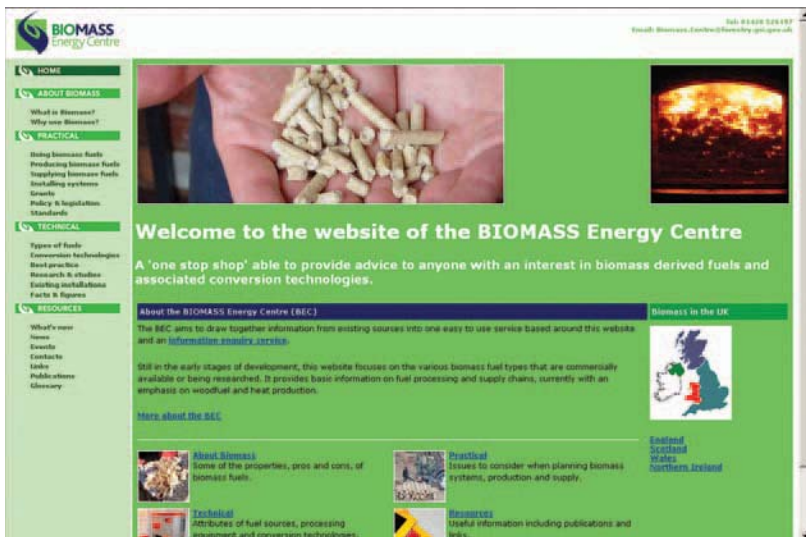 BIOMASS
Energy Centre
Tel: 01420 526197
Email: Biomass.Centre@forestry.gsi.gov.uk
HOME
ABOUT BIOMASS
What is Biomass?
Why use Biomass?
PRACTICAL
Using biomass fuels
Producing biomass fuels
Supplying biomass fuels
Installing systems
Grants
Policy & legislation
Standards
TECHNICAL
Types of fuels
Conversion technologies
Best practice
Research & studies
Existing installations
Facts & figures
RESOURCES
What's new
News
Events
Contacts
Links
Publications
Glossary
Welcome to the website of the BIOMASS Energy Centre
A 'one stop shop' able to provide advice to anyone with an interest in biomass derived fuels and
associated conversion technologies.
About the BIOMASS Energy Centre (BEC)
The BEC aims to draw together information from existing sources into one easy to use service based around this website
and an information enquiry service.
Still in the early stages of development, this website focuses on the various biomass fuel types that are commercially
available or being researched. It provides basic information on fuel processing and supply chains, currently with an
emphasis on woodfuel and heat production.
More about the BEC
Biomass in the UK
England
Scotland
Wales
Northern Ireland
About Biomass
Some of the properties, pros and cons, of
biomass fuels.
Practical
Issues to consider when planning biomass
systems, production and supply.
Technical
Attributes of fuel sources, processing
equipment and conversion technologies.
Resources
Useful information including publications and
links.